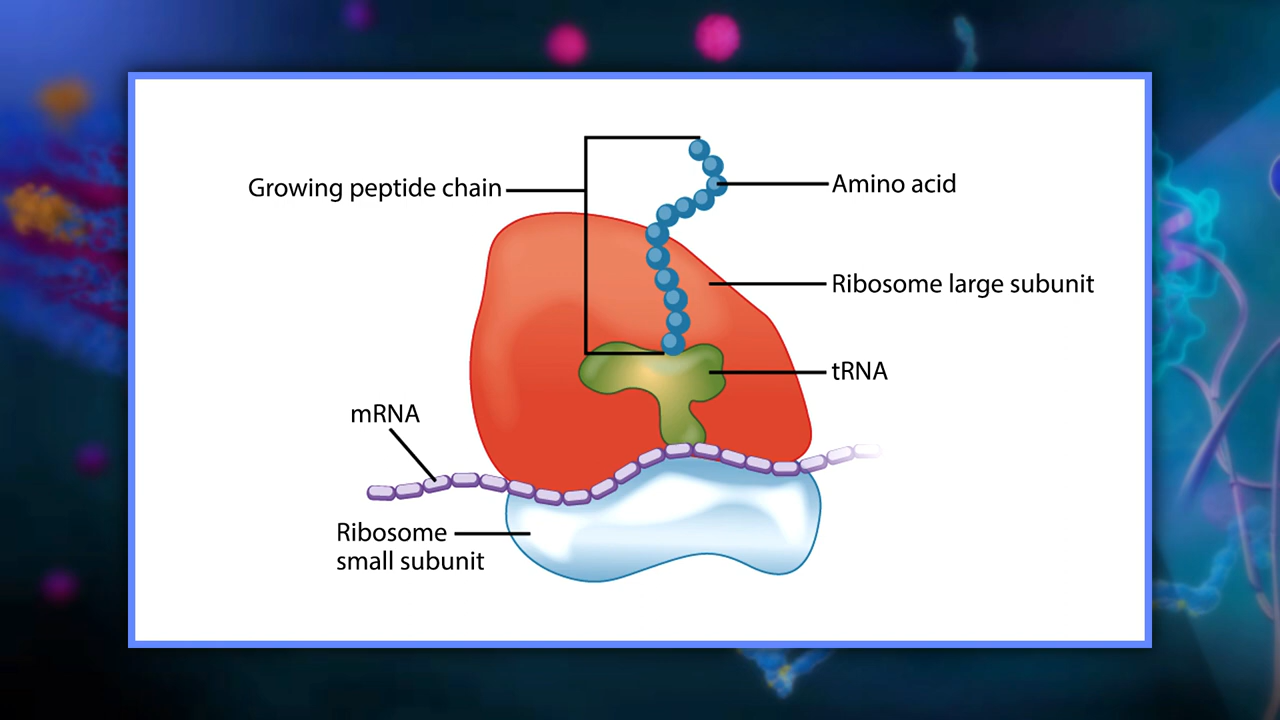 Growing peptide chain
Amino acid
Ribosome large subunit
tRNA
mRNA
Ribosome
small subunit